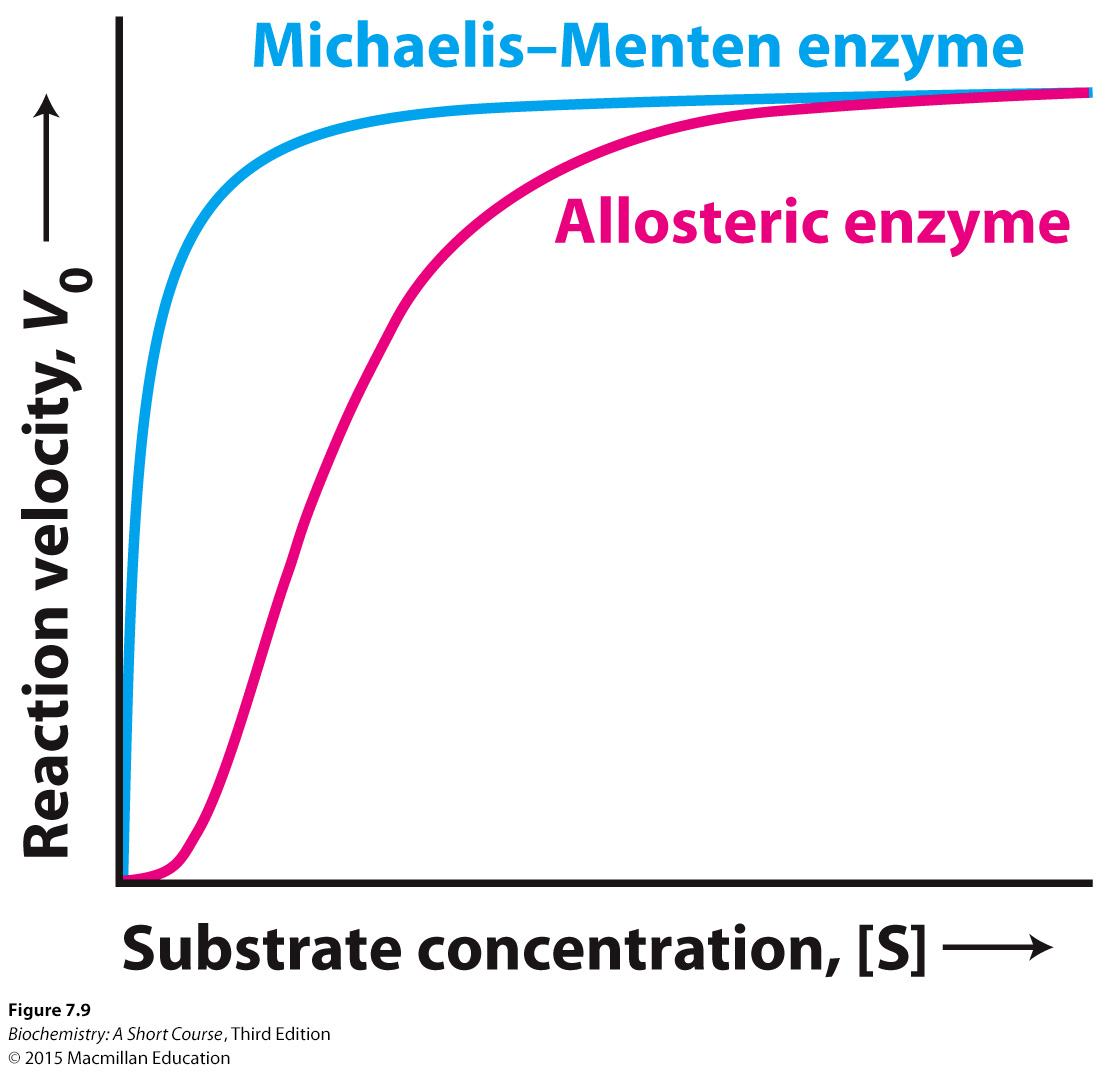 Michaelis–Menten enzyme
Allosteric enzyme
Reaction velocity, V0
Substrate concentration, [S]
Figure 7.9
Biochemistry: A Short Course, Third Edition
© 2015 Macmillan Education